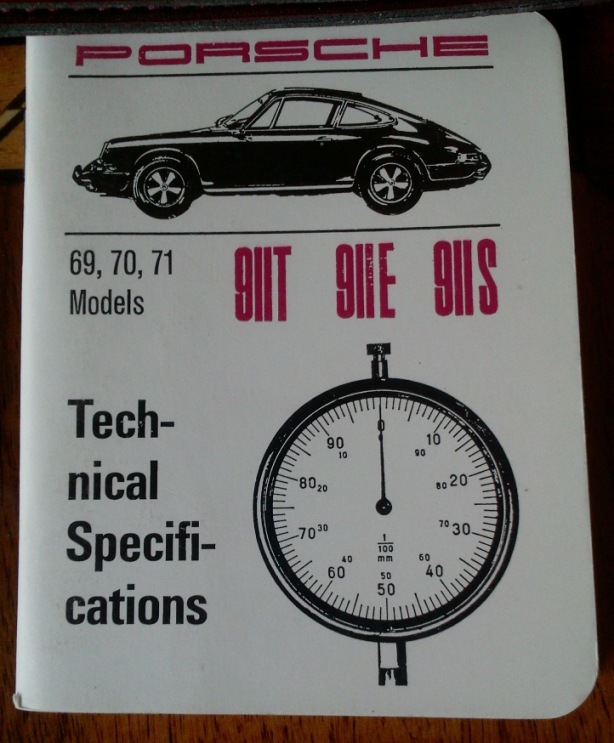 PORSCHE
69, 70, 71
Models
911T 911E 911S
Tech-
nical
Specifi-
cations
0
90 10
10 90
80 20 80 20
70 30 70 30
1
100
mm
40 60
60 50 40
50